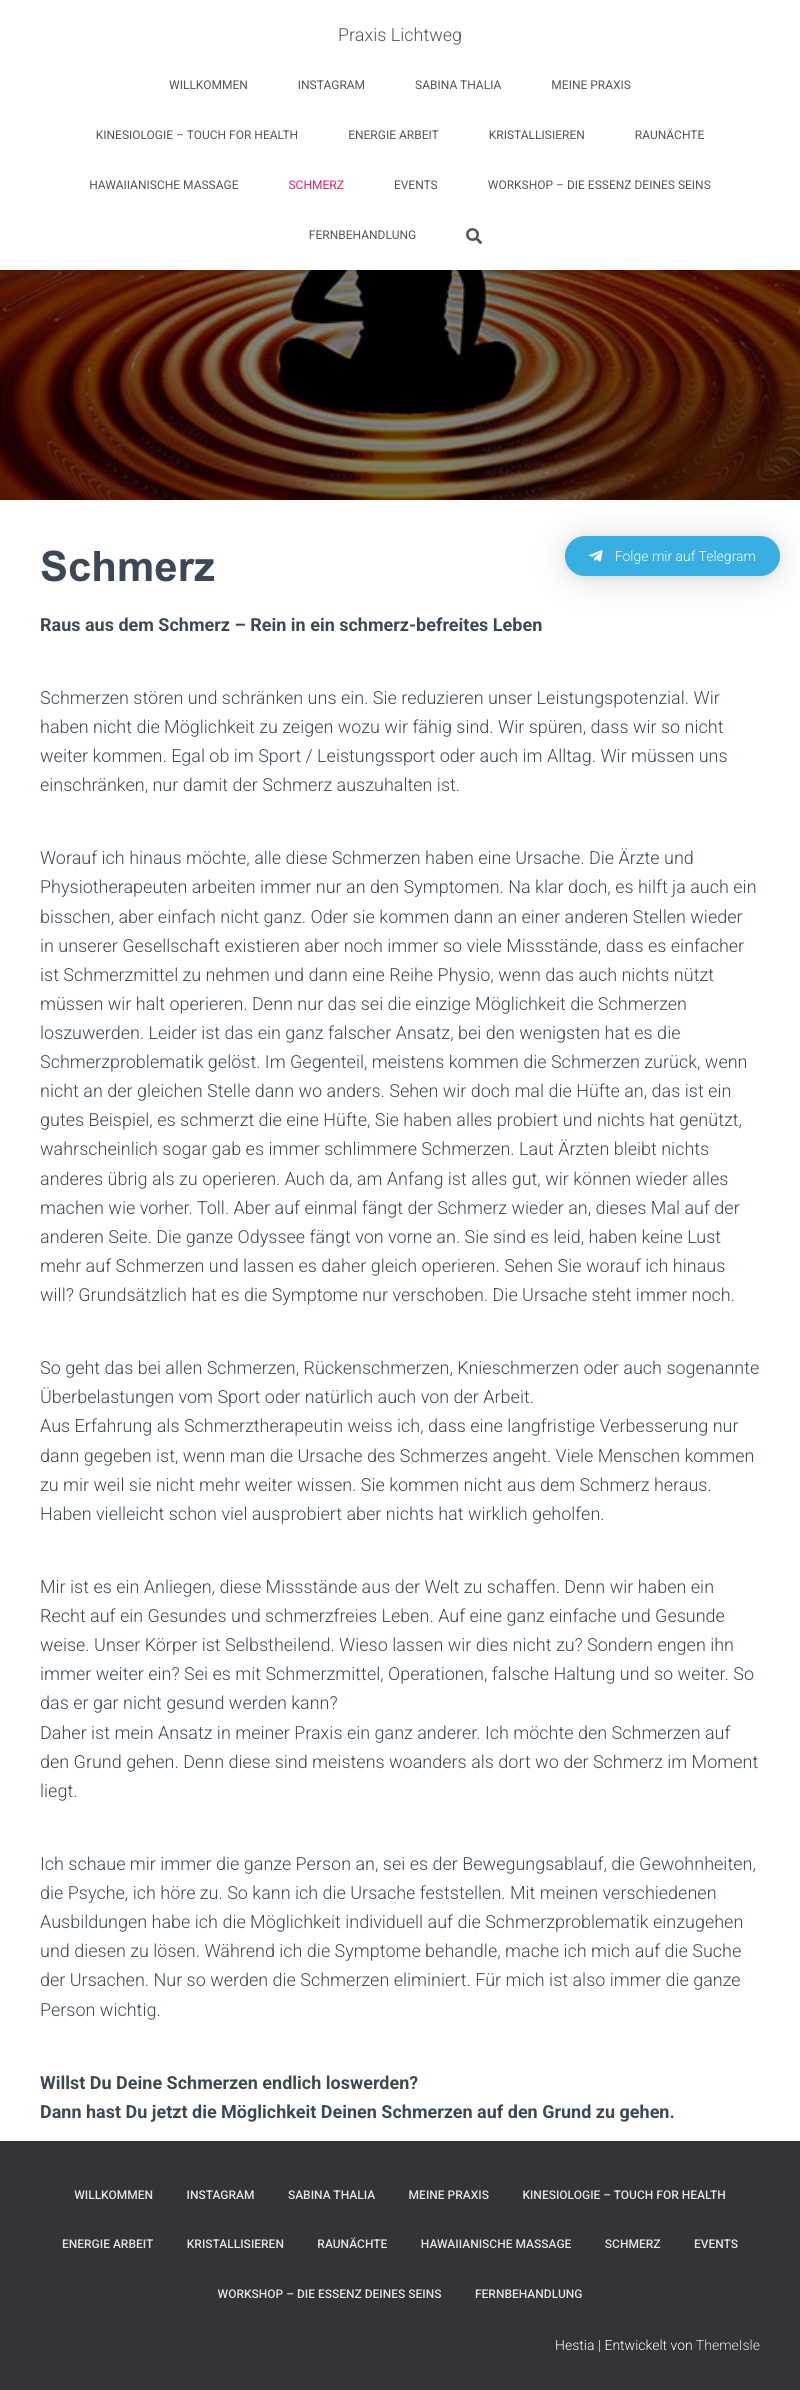 Praxis Lichtweg
WILLKOMMEN INSTAGRAM SABINA THALIA MEINE PRAXIS
KINESIOLOGIE – TOUCH FOR HEALTH ENERGIE ARBEIT KRISTALLISIEREN RAUNÄCHTE
HAWAIIANISCHE MASSAGE SCHMERZ EVENTS WORKSHOP – DIE ESSENZ DEINES SEINS
FERNBEHANDLUNG
Schmerz
Folge mir auf Telegram
Raus aus dem Schmerz – Rein in ein schmerz-befreites Leben
Schmerzen stören und schränken uns ein. Sie reduzieren unser Leistungspotenzial. Wir
haben nicht die Möglichkeit zu zeigen wozu wir fähig sind. Wir spüren, dass wir so nicht
weiter kommen. Egal ob im Sport / Leistungssport oder auch im Alltag. Wir müssen uns
einschränken, nur damit der Schmerz auszuhalten ist.
Worauf ich hinaus möchte, alle diese Schmerzen haben eine Ursache. Die Ärzte und
Physiotherapeuten arbeiten immer nur an den Symptomen. Na klar doch, es hilft ja auch ein
bisschen, aber einfach nicht ganz. Oder sie kommen dann an einer anderen Stellen wieder
in unserer Gesellschaft existieren aber noch immer so viele Missstände, dass es einfacher
ist Schmerzmittel zu nehmen und dann eine Reihe Physio, wenn das auch nichts nützt
müssen wir halt operieren. Denn nur das sei die einzige Möglichkeit die Schmerzen
loszuwerden. Leider ist das ein ganz falscher Ansatz, bei den wenigsten hat es die
Schmerzproblematik gelöst. Im Gegenteil, meistens kommen die Schmerzen zurück, wenn
nicht an der gleichen Stelle dann wo anders. Sehen wir doch mal die Hüfte an, das ist ein
gutes Beispiel, es schmerzt die eine Hüfte, Sie haben alles probiert und nichts hat genützt,
wahrscheinlich sogar gab es immer schlimmere Schmerzen. Laut Ärzten bleibt nichts
anderes übrig als zu operieren. Auch da, am Anfang ist alles gut, wir können wieder alles
machen wie vorher. Toll. Aber auf einmal fängt der Schmerz wieder an, dieses Mal auf der
anderen Seite. Die ganze Odyssee fängt von vorne an. Sie sind es leid, haben keine Lust
mehr auf Schmerzen und lassen es daher gleich operieren. Sehen Sie worauf ich hinaus
will? Grundsätzlich hat es die Symptome nur verschoben. Die Ursache steht immer noch.
So geht das bei allen Schmerzen, Rückenschmerzen, Knieschmerzen oder auch sogenannte
Überbelastungen vom Sport oder natürlich auch von der Arbeit.
Aus Erfahrung als Schmerztherapeutin weiss ich, dass eine langfristige Verbesserung nur
dann gegeben ist, wenn man die Ursache des Schmerzes angeht. Viele Menschen kommen
zu mir weil sie nicht mehr weiter wissen. Sie kommen nicht aus dem Schmerz heraus.
Haben vielleicht schon viel ausprobiert aber nichts hat wirklich geholfen.
Mir ist es ein Anliegen, diese Missstände aus der Welt zu schaffen. Denn wir haben ein
Recht auf ein Gesundes und schmerzfreies Leben. Auf eine ganz einfache und Gesunde
weise. Unser Körper ist Selbstheilend. Wieso lassen wir dies nicht zu? Sondern engen ihn
immer weiter ein? Sei es mit Schmerzmittel, Operationen, falsche Haltung und so weiter. So
das er gar nicht gesund werden kann?
Daher ist mein Ansatz in meiner Praxis ein ganz anderer. Ich möchte den Schmerzen auf
den Grund gehen. Denn diese sind meistens woanders als dort wo der Schmerz im Moment
liegt.
Ich schaue mir immer die ganze Person an, sei es der Bewegungsablauf, die Gewohnheiten,
die Psyche, ich höre zu. So kann ich die Ursache feststellen. Mit meinen verschiedenen
Ausbildungen habe ich die Möglichkeit individuell auf die Schmerzproblematik einzugehen
und diesen zu lösen. Während ich die Symptome behandle, mache ich mich auf die Suche
der Ursachen. Nur so werden die Schmerzen eliminiert. Für mich ist also immer die ganze
Person wichtig.
Willst Du Deine Schmerzen endlich loswerden?
Dann hast Du jetzt die Möglichkeit Deinen Schmerzen auf den Grund zu gehen.
WILLKOMMEN INSTAGRAM SABINA THALIA MEINE PRAXIS KINESIOLOGIE – TOUCH FOR HEALTH
ENERGIE ARBEIT KRISTALLISIEREN RAUNÄCHTE HAWAIIANISCHE MASSAGE SCHMERZ EVENTS
WORKSHOP – DIE ESSENZ DEINES SEINS FERNBEHANDLUNG
Hestia | Entwickelt von ThemeIsle